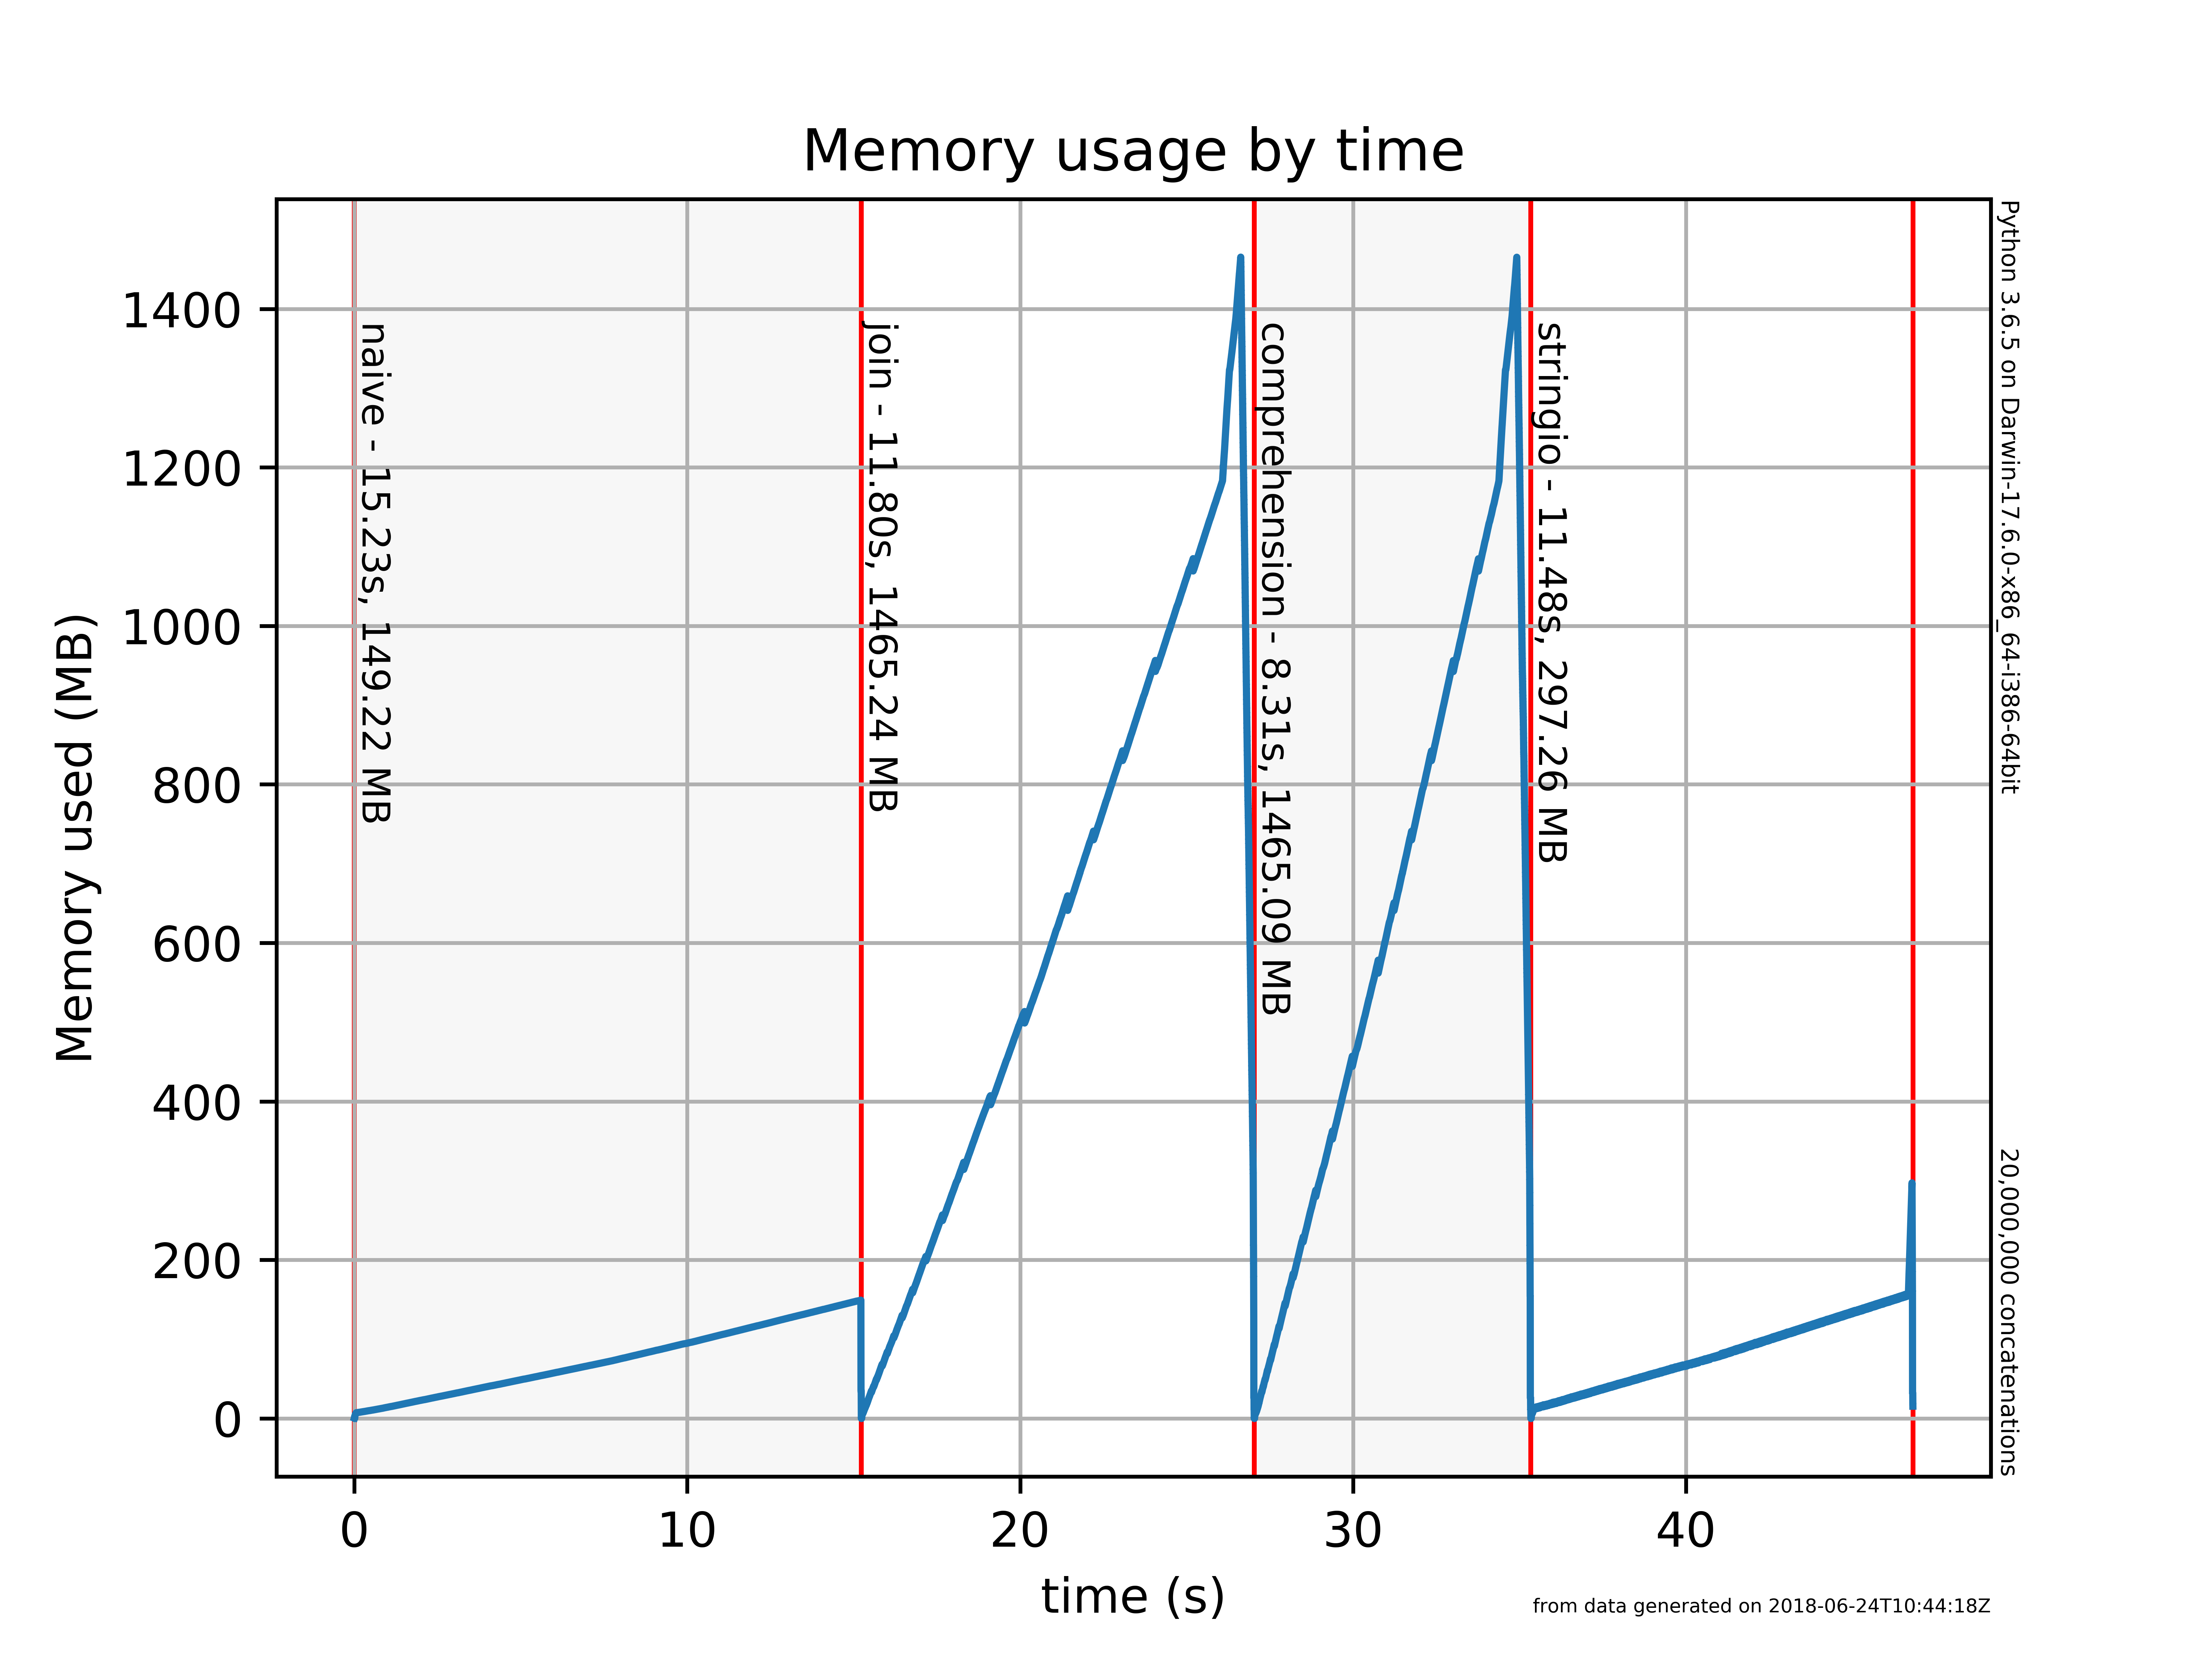 Memory usage by time
Memory used (MB)
1400
1200
1000
800
600
400
200
0
naive - 15.23s, 149.22 MB
join - 11.80s, 1465.24 MB
comprehension - 8.31s, 1465.09 MB
stringio - 11.48s, 297.26 MB
Python 3.6.5 on Darwin-17.6.0-x86_64-i386-64bit
20,000,000 concatenations
0
10
20
30
40
time (s)
from data generated on 2018-06-24T10:44:18Z